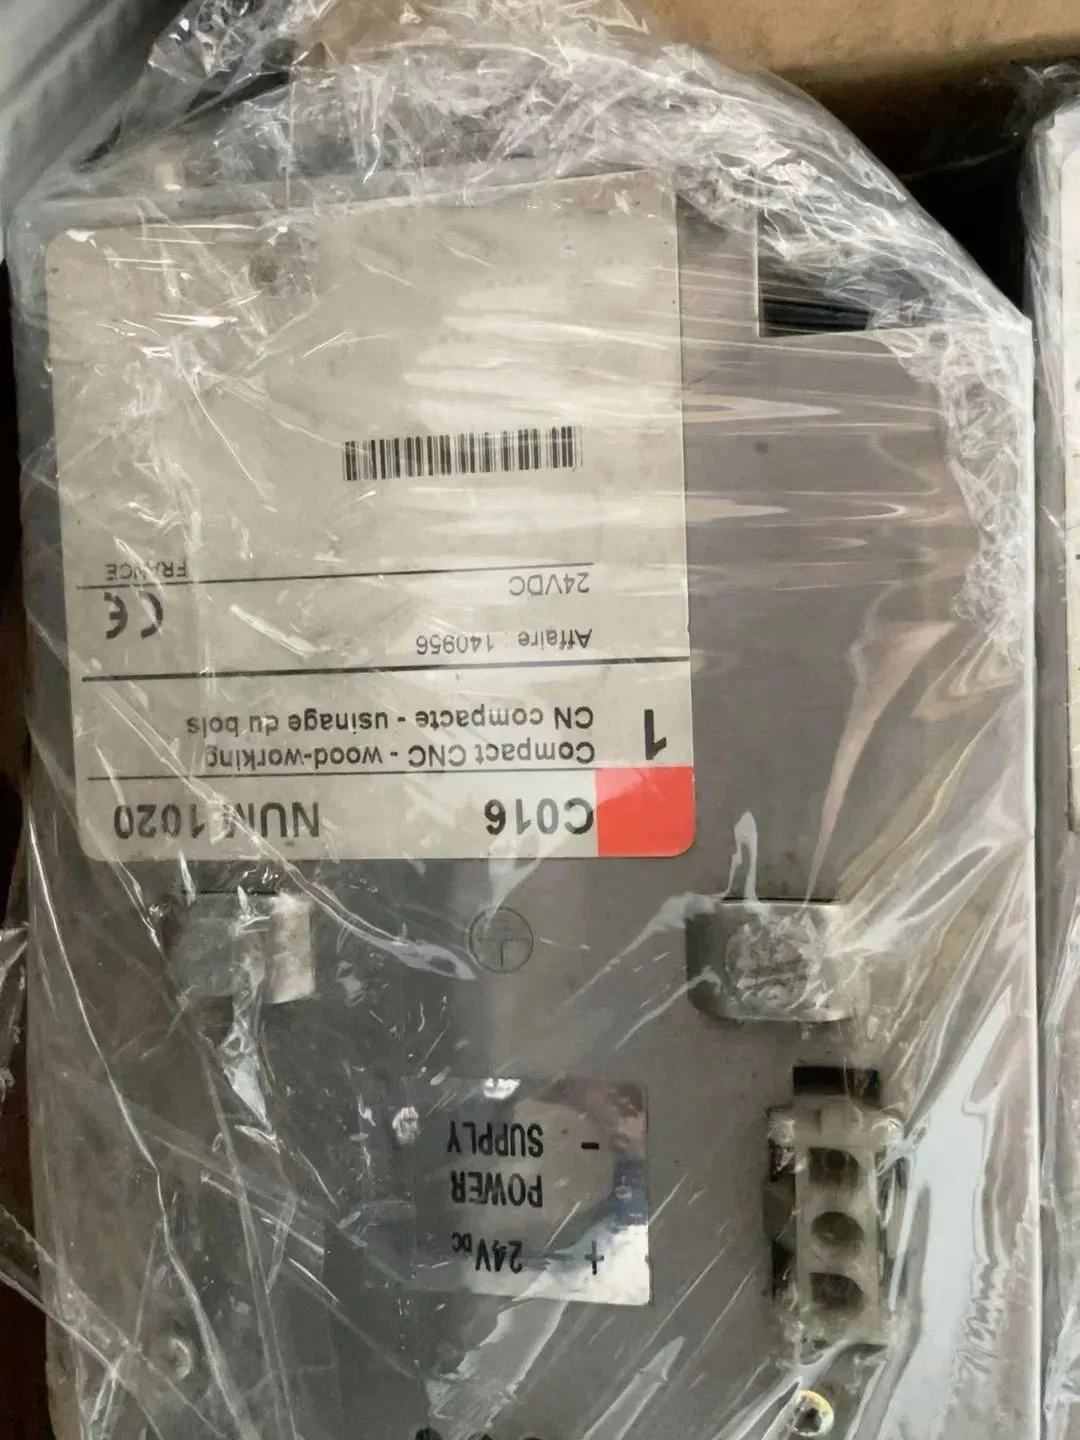 + 24VDC
POWER
- SUPPLY
C016 NUM 1020
1 Compact CNC - wood-working
CN compacte - usinage du bois
Affaire : 140956 CE
24VDC
FRANCE